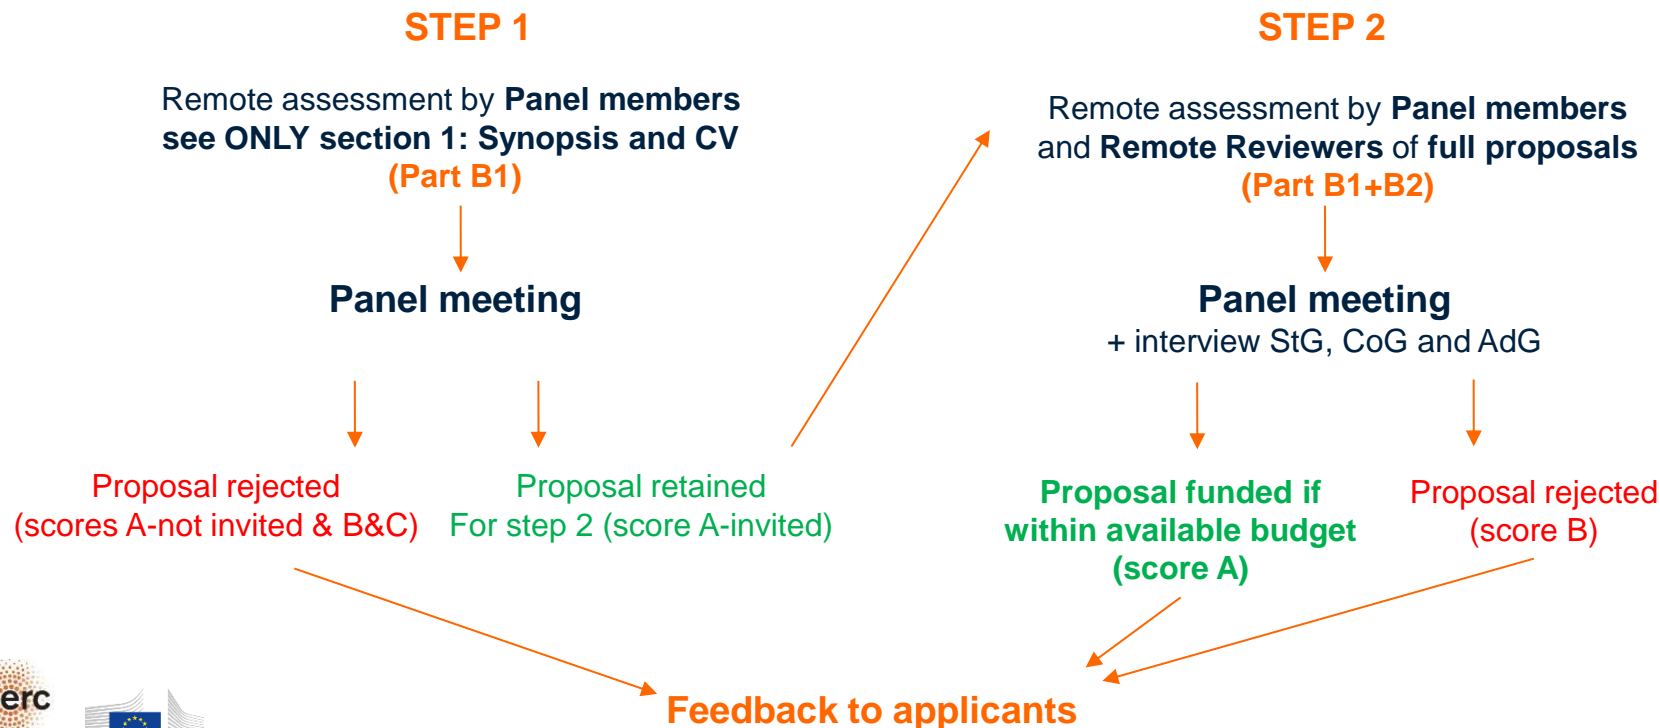 STEP 1
Remote assessment by Panel members
see ONLY section 1: Synopsis and CV
(Part B1)
Panel meeting
Proposal rejected
(scores A-not invited & B&C)
Proposal retained
For step 2 (score A-invited)
STEP 2
Remote assessment by Panel members
and Remote Reviewers of full proposals
(Part B1+B2)
Panel meeting
+ interview StG, CoG and AdG
Proposal funded if
within available budget
(score A)
Proposal rejected
(score B)
Feedback to applicants
erc